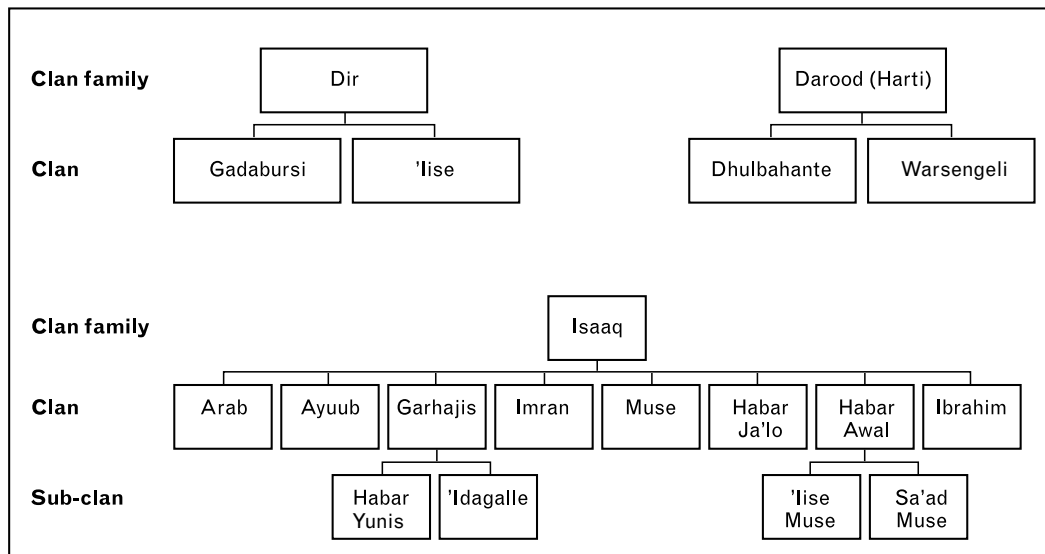 Clan family
Dir
Darood (Harti)
Clan
Gadabursi
'Iise
Dhulbahante
Warsengeli
Clan family
Isaaq
Clan
Arab
Ayuub
Garhajis
Imran
Muse
Habar
Ja'lo
Habar
Awal
Ibrahim
Sub-clan
Habar
Yunis
'Idagalle
'Iise
Muse
Sa'ad
Muse